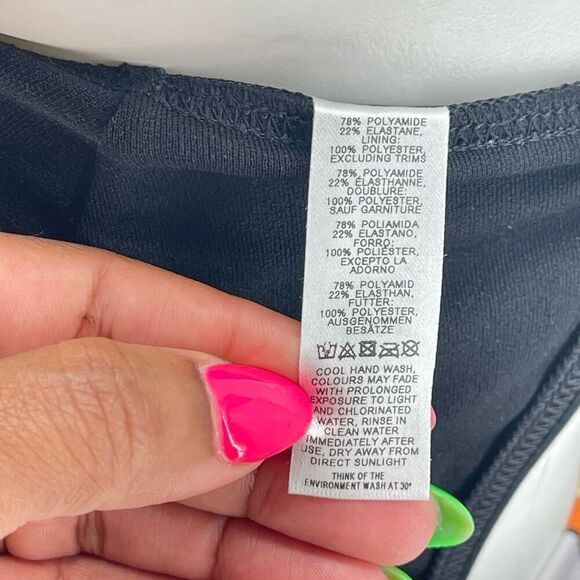 78% POLYAMIDE
22% ELASTANE,
LINING:
100% POLYESTER,
EXCLUDING TRIMS
78% POLYAMIDE
22% ÉLASTHANNE,
DOUBLURE:
100% POLYESTER,
SAUF GARNITURE
78% POLIAMIDA
22% ELASTANO,
FORRO:
100% POLIÉSTER,
EXCEPTO LA
ADORNO
78% POLYAMID
22% ELASTHAN,
FUTTER:
100% POLYESTER,
AUSGENOMMEN
BESÄTZE
COOL HAND WASH,
COLOURS MAY FADE
WITH PROLONGED
EXPOSURE TO LIGHT
AND CHLORINATED
WATER, RINSE IN
CLEAN WATER
IMMEDIATELY AFTER
USE, DRY AWAY FROM
DIRECT SUNLIGHT
THINK OF THE
ENVIRONMENT WASH AT 30°